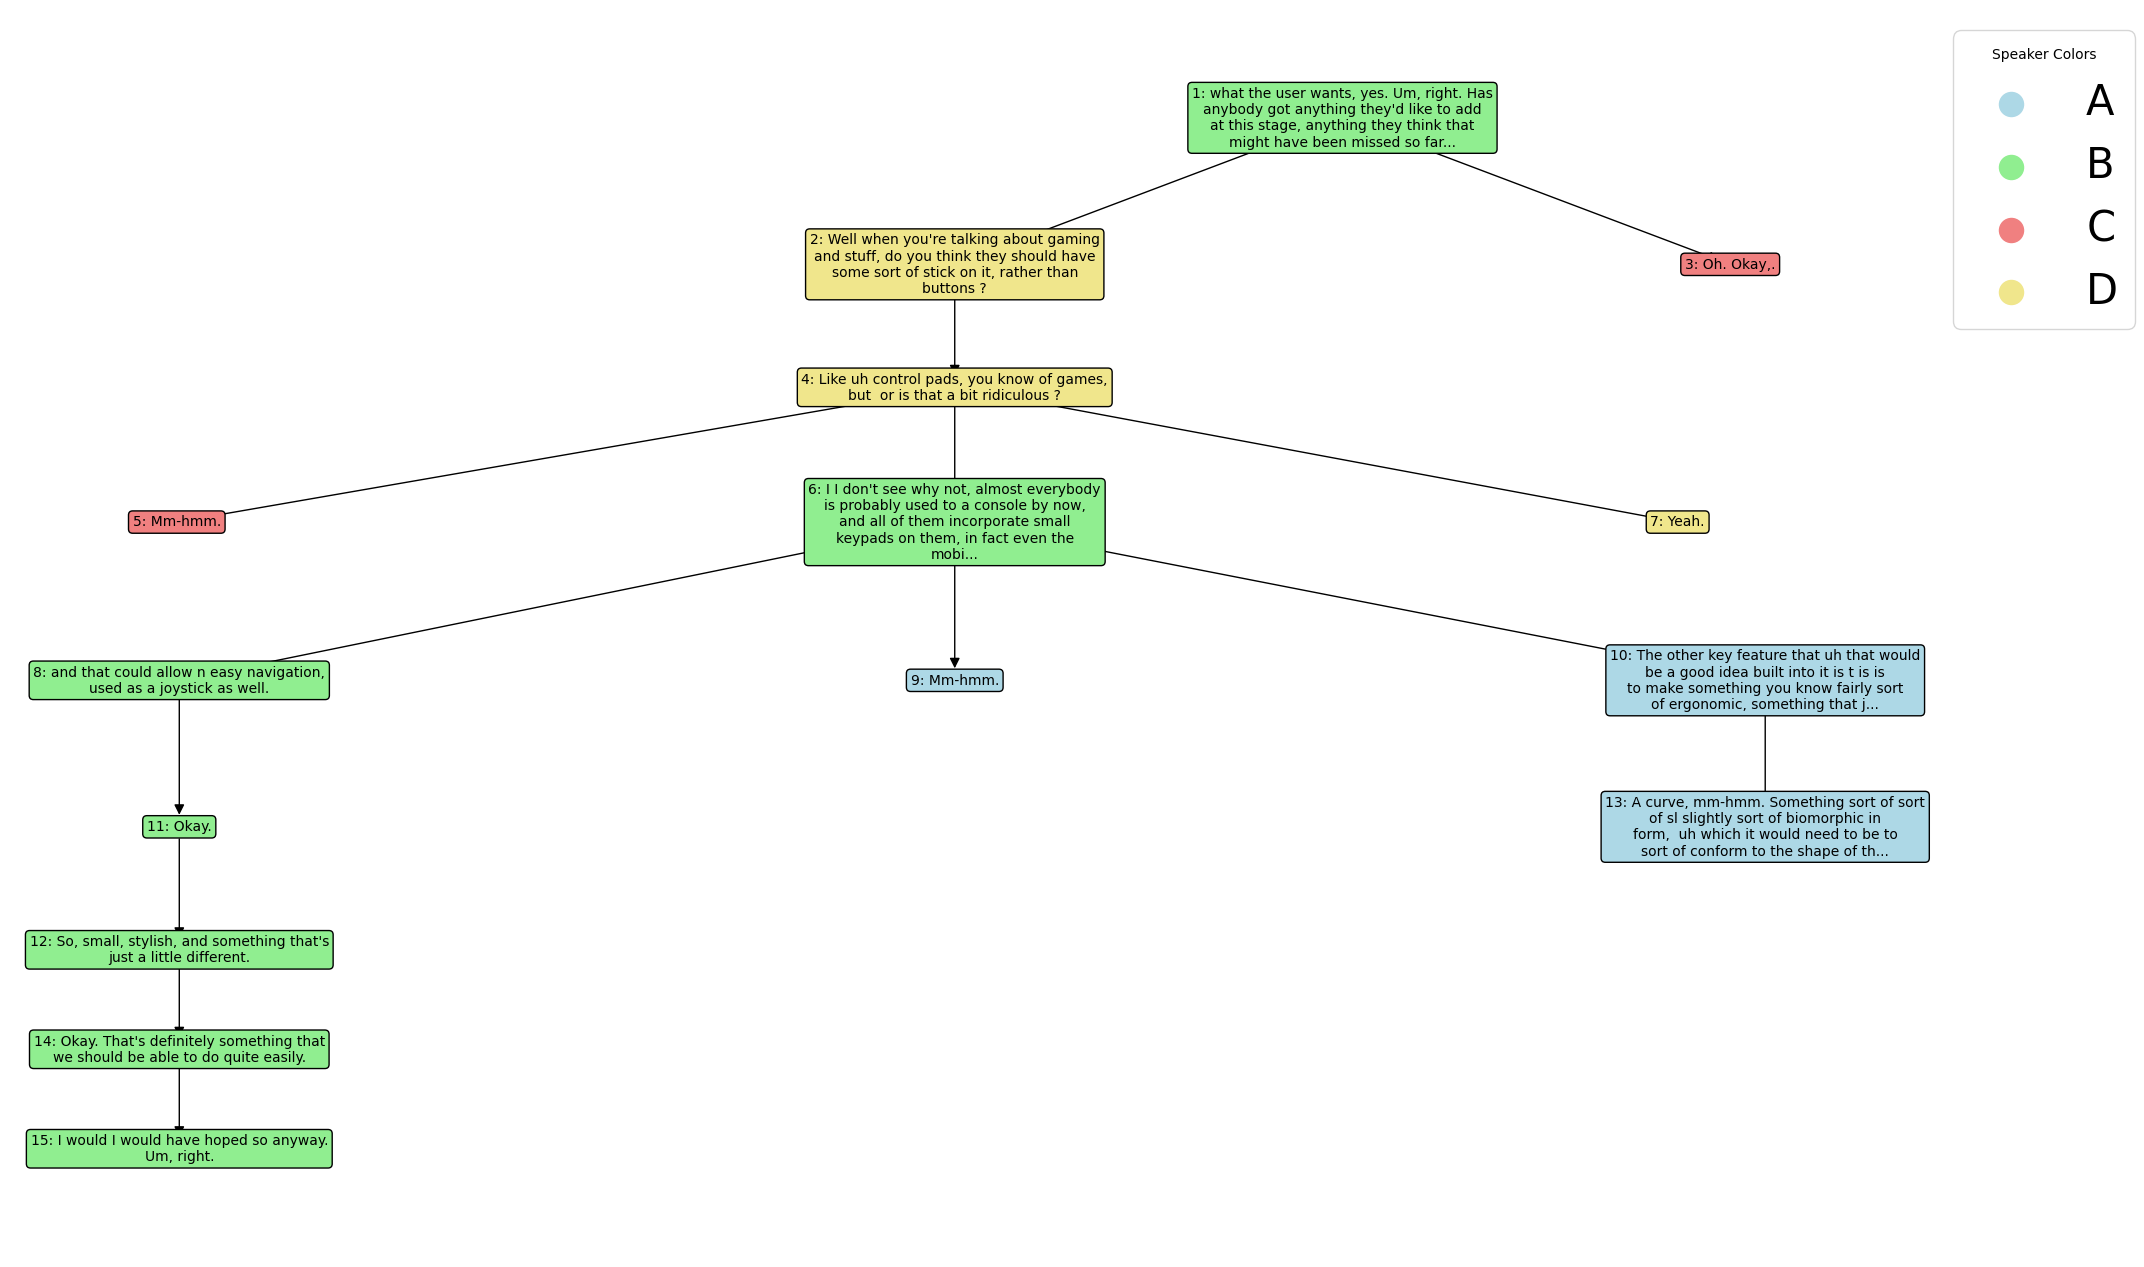 Speaker Colors
A
B
C
D
1: what the user wants, yes. Um, right. Has
anybody got anything they'd like to add
at this stage, anything they think that
might have been missed so far...
2: Well when you're talking about gaming
and stuff, do you think they should have
some sort of stick on it, rather than
buttons ?
3: Oh. Okay,.
4: Like uh control pads, you know of games,
but  or is that a bit ridiculous ?
5: Mm-hmm.
6: I I don't see why not, almost everybody
is probably used to a console by now,
and all of them incorporate small
keypads on them, in fact even the
mobi...
7: Yeah.
8: and that could allow n easy navigation,
used as a joystick as well.
9: Mm-hmm.
10: The other key feature that uh that would
be a good idea built into it is t is is
to make something you know fairly sort
of ergonomic, something that j...
11: Okay.
13: A curve, mm-hmm. Something sort of sort
of sl slightly sort of biomorphic in
form,  uh which it would need to be to
sort of conform to the shape of th...
12: So, small, stylish, and something that's
just a little different.
14: Okay. That's definitely something that
we should be able to do quite easily.
15: I would I would have hoped so anyway.
Um, right.